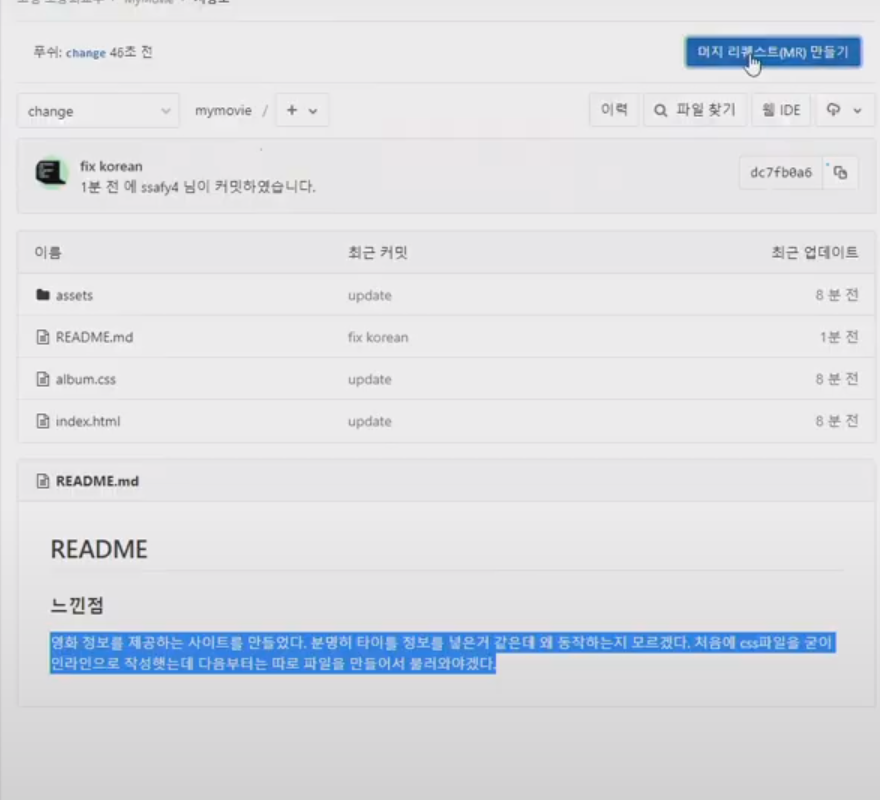 mymovie
푸쉬: change 46초 전
머지 리퀘스트(MR) 만들기
change
mymovie / +
이력
파일 찾기
웹 IDE
fix korean
1분 전 에 ssafy4 님이 커밋하였습니다.
dc7fb0a6
이름 최근 커밋 최근 업데이트
assets update 8 분 전
README.md fix korean 1분 전
album.css update 8 분 전
index.html update 8 분 전
README.md
README
느낀점
영화 정보를 제공하는 사이트를 만들었다. 분명히 타이틀 정보를 넣은거 같은데 왜 동작하는지 모르겠다. 처음에 css파일을 굳이
인라인으로 작성햇는데 다음부터는 따로 파일을 만들어서 불러와야겠다.